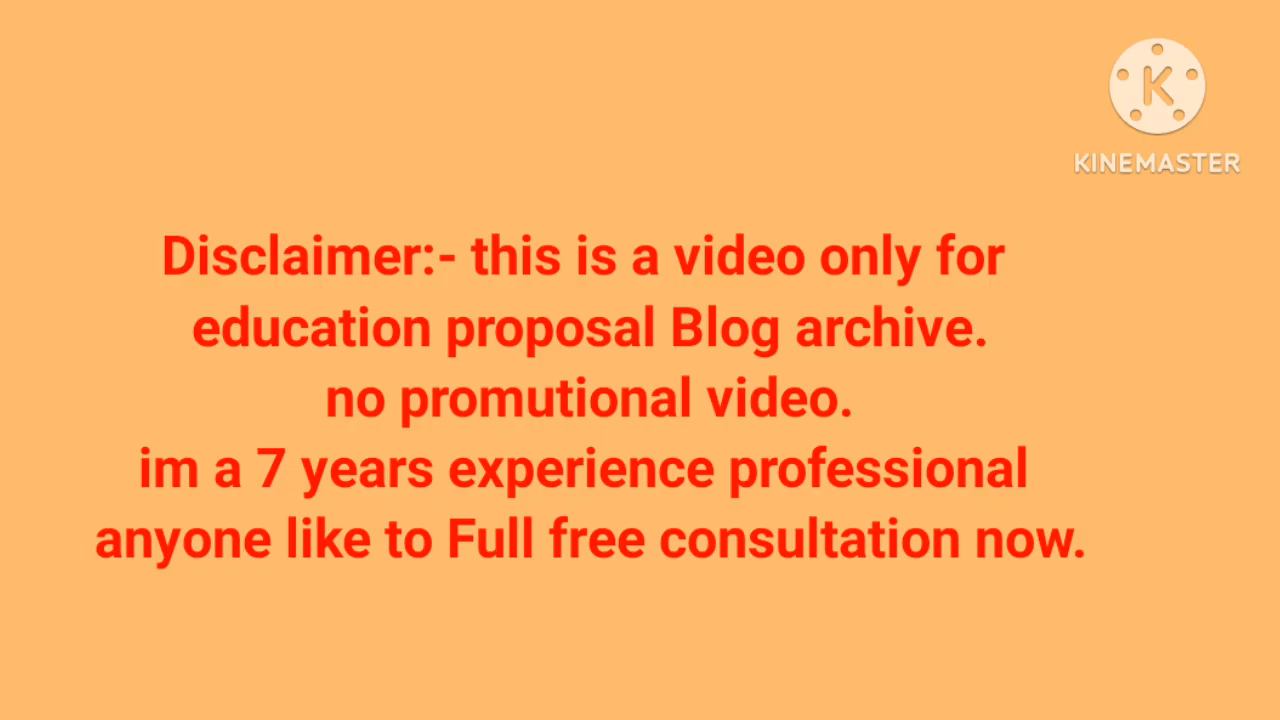 KINEMASTER
Disclaimer:- this is a video only for
education proposal Blog archive.
no promutional video.
im a 7 years experience professional
anyone like to Full free consultation now.